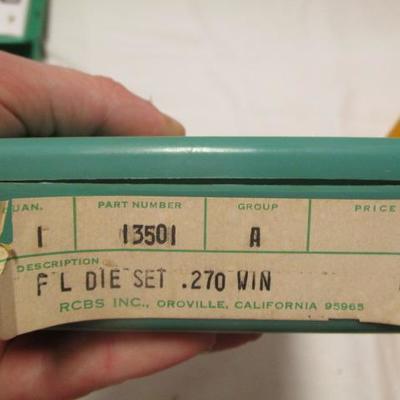 UAN. PART NUMBER GROUP PRICE
1 13501 A
DESCRIPTION
F L DIE SET .270 WIN
RCBS INC., OROVILLE, CALIFORNIA 95965